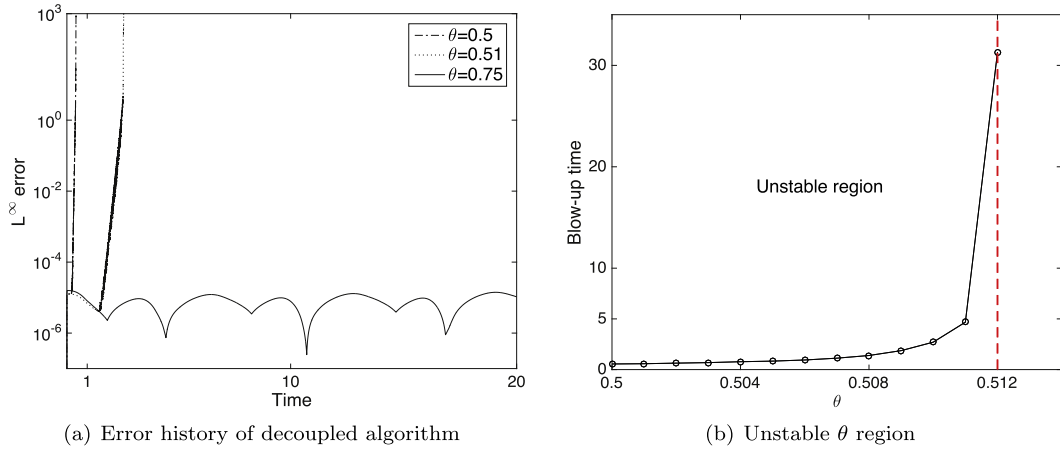 10^3
10^0
10^-2
10^-4
10^-6
L^∞ error
θ=0.5
θ=0.51
θ=0.75
1
10
20
Time
(a) Error history of decoupled algorithm
30
20
10
5
0
Blow-up time
Unstable region
0.5
0.504
0.508
0.512
θ
(b) Unstable θ region